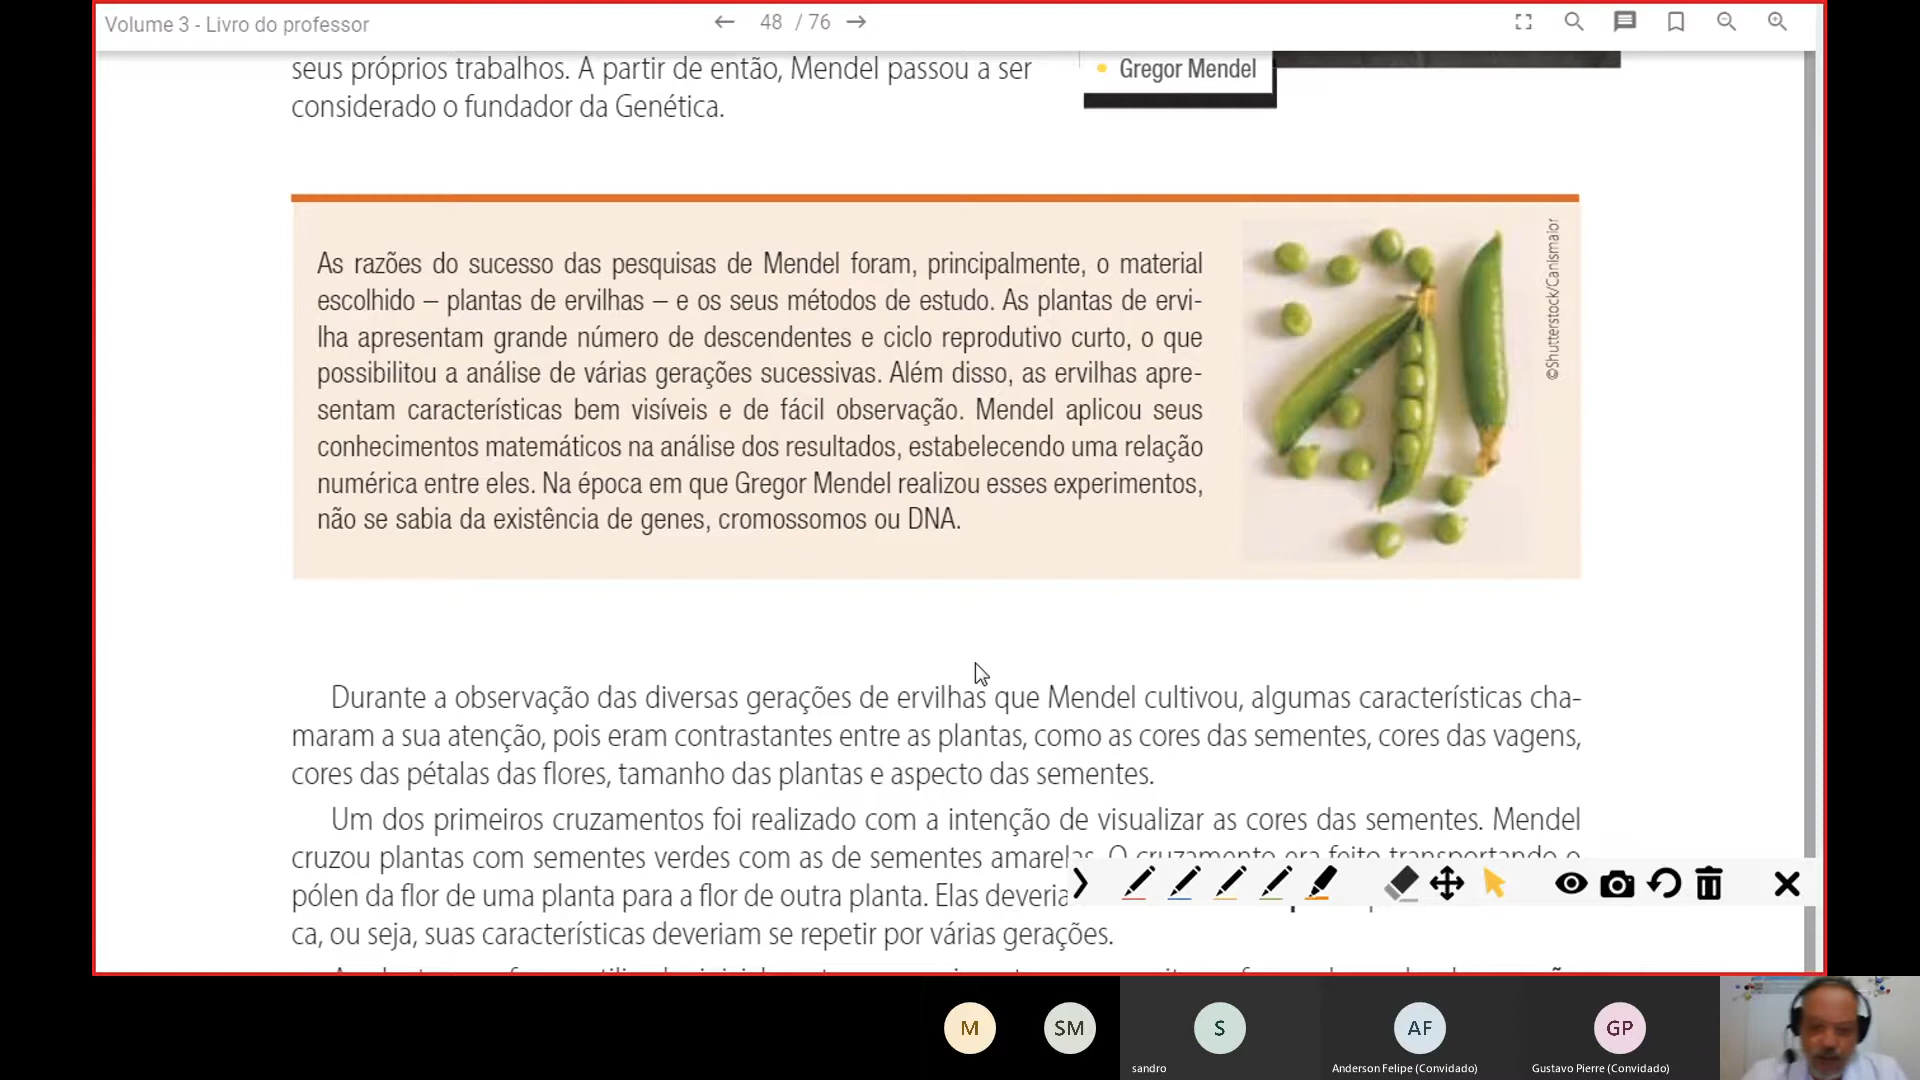 Volume 3 - Livro do professor
48 / 76
seus próprios trabalhos. A partir de então, Mendel passou a ser
considerado o fundador da Genética.
Gregor Mendel
As razões do sucesso das pesquisas de Mendel foram, principalmente, o material
escolhido – plantas de ervilhas – e os seus métodos de estudo. As plantas de ervi-
lha apresentam grande número de descendentes e ciclo reprodutivo curto, o que
possibilitou a análise de várias gerações sucessivas. Além disso, as ervilhas apre-
sentam características bem visíveis e de fácil observação. Mendel aplicou seus
conhecimentos matemáticos na análise dos resultados, estabelecendo uma relação
numérica entre eles. Na época em que Gregor Mendel realizou esses experimentos,
não se sabia da existência de genes, cromossomos ou DNA.
©Shutterstock/Canismaior
Durante a observação das diversas gerações de ervilhas que Mendel cultivou, algumas características cha-
maram a sua atenção, pois eram contrastantes entre as plantas, como as cores das sementes, cores das vagens,
cores das pétalas das flores, tamanho das plantas e aspecto das sementes.
Um dos primeiros cruzamentos foi realizado com a intenção de visualizar as cores das sementes. Mendel
cruzou plantas com sementes verdes com as de sementes amarelas. O cruzamento era feito transportando o
pólen da flor de uma planta para a flor de outra planta. Elas deveria
ca, ou seja, suas características deveriam se repetir por várias gerações.
M
SM
S
AF
GP
sandro
Anderson Felipe (Convidado)
Gustavo Pierre (Convidado)